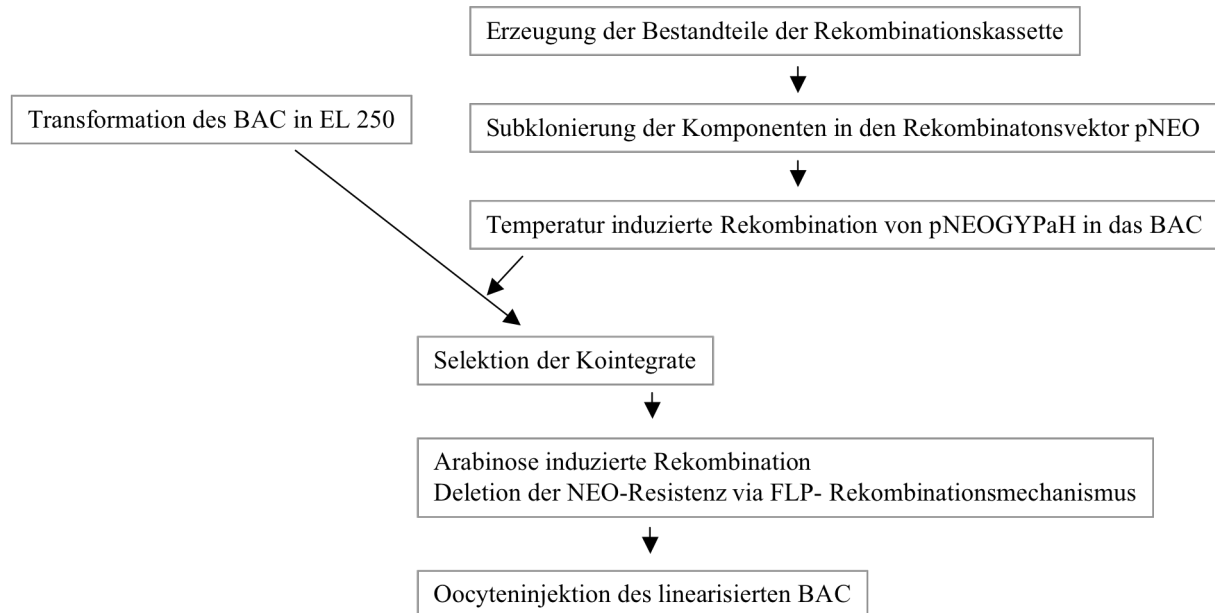 Erzeugung der Bestandteile der Rekombinationskassette
Transformation des BAC in EL 250
Subklonierung der Komponenten in den Rekombinatonsvektor pNEO
Temperatur induzierte Rekombination von pNEOGYPaH in das BAC
Selektion der Kointegrate
Arabinose induzierte Rekombination
Deletion der NEO-Resistenz via FLP- Rekombinationsmechanismus
Oocyteninjektion des linearisierten BAC